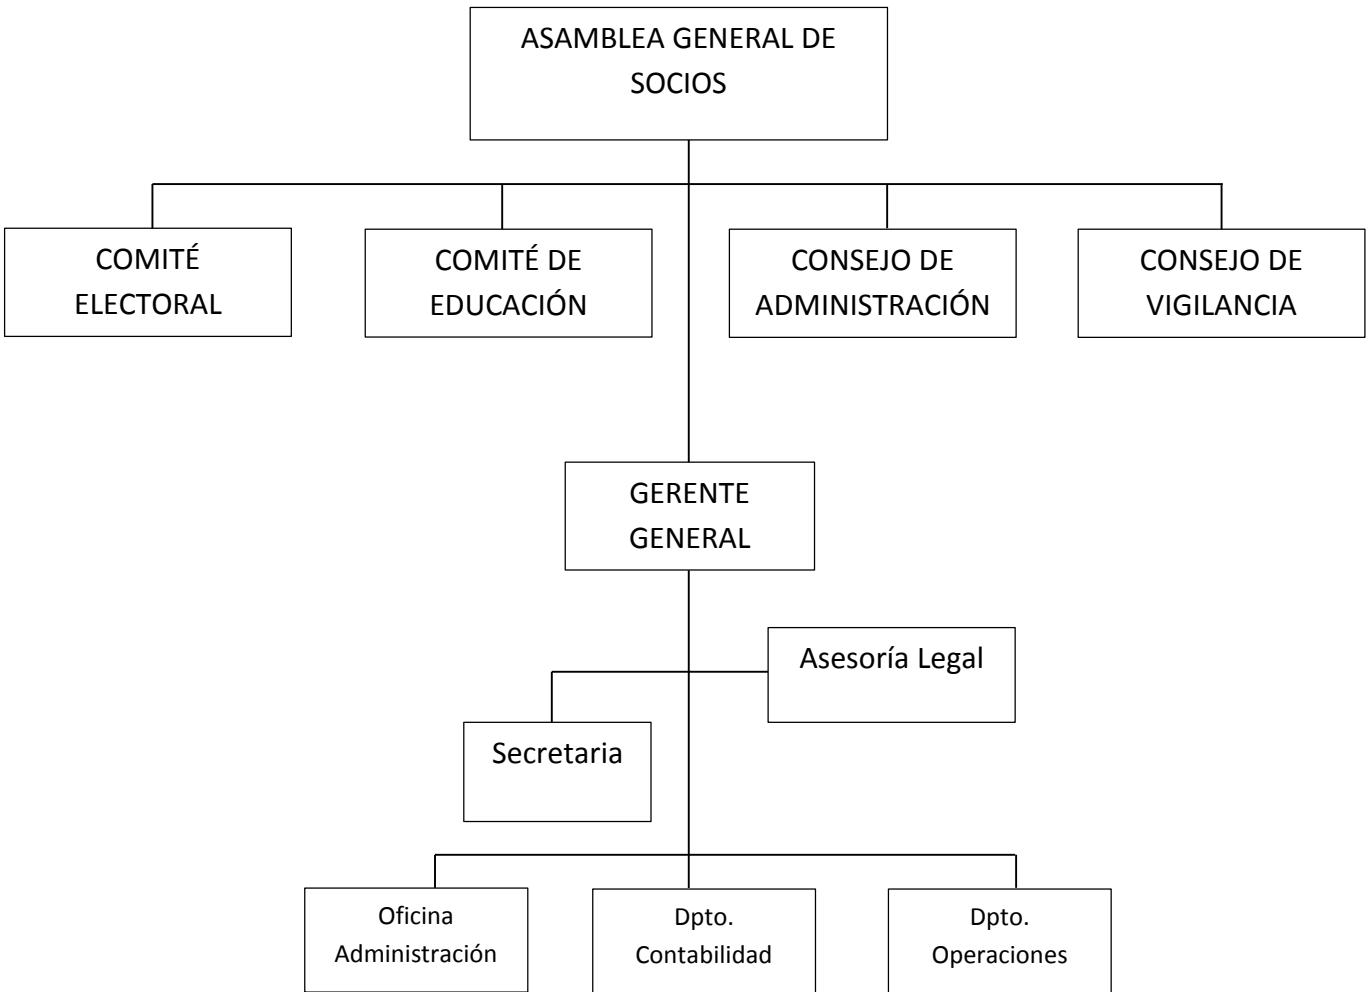 ASAMBLEA GENERAL DE
SOCIOS
COMITÉ
ELECTORAL
COMITÉ DE
EDUCACIÓN
CONSEJO DE
ADMINISTRACIÓN
CONSEJO DE
VIGILANCIA
GERENTE
GENERAL
Asesoría Legal
Secretaria
Oficina
Administración
Dpto.
Contabilidad
Dpto.
Operaciones